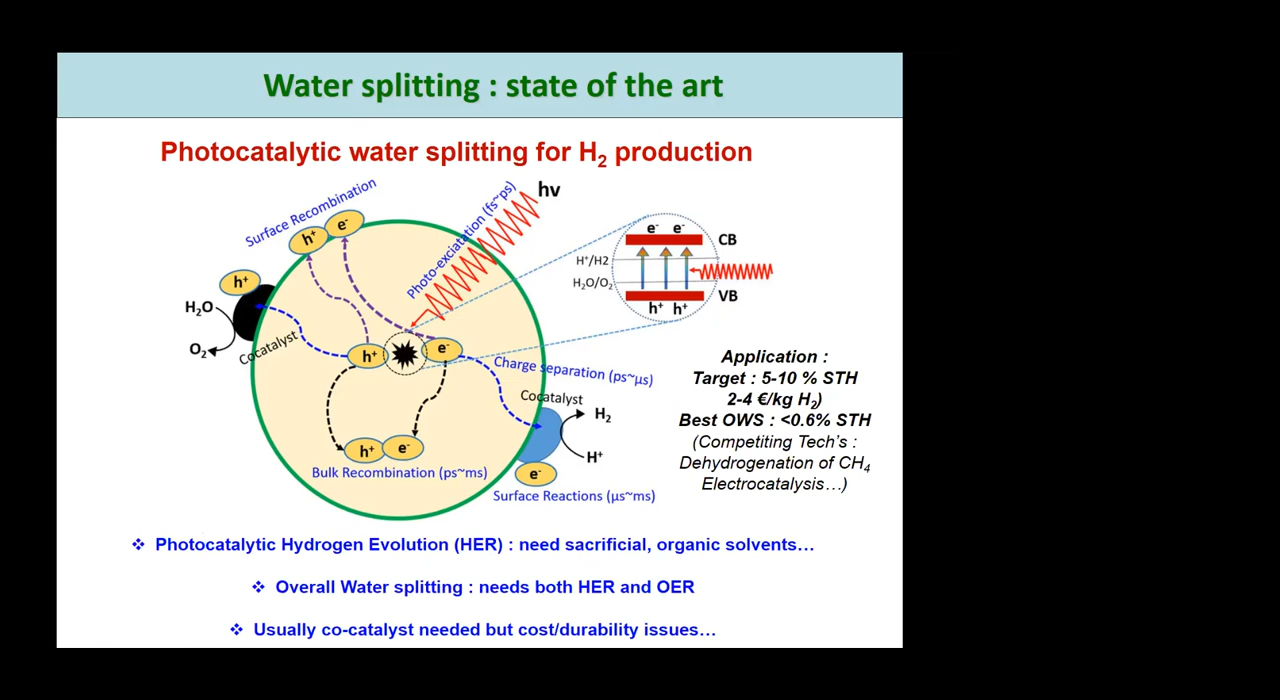 Water splitting : state of the art
Photocatalytic water splitting for H₂ production
Surface Recombination
h⁺
e⁻
Photo-exciatation (fs~ps)
hν
h⁺
H₂O
O₂
Cocatalyst
h⁺
e⁻
Charge separation (ps~µs)
Cocatalyst
H₂
H⁺
e⁻
Surface Reactions (µs~ms)
h⁺
e⁻
Bulk Recombination (ps~ms)
e⁻ e⁻
CB
H⁺/H2
H₂O/O₂
VB
h⁺ h⁺
Application :
Target : 5-10 % STH
2-4 €/kg H₂)
Best OWS : <0.6% STH
(Competiting Tech's :
Dehydrogenation of CH₄
Electrocatalysis…)
❖ Photocatalytic Hydrogen Evolution (HER) : need sacrificial, organic solvents…
❖ Overall Water splitting : needs both HER and OER
❖ Usually co-catalyst needed but cost/durability issues…